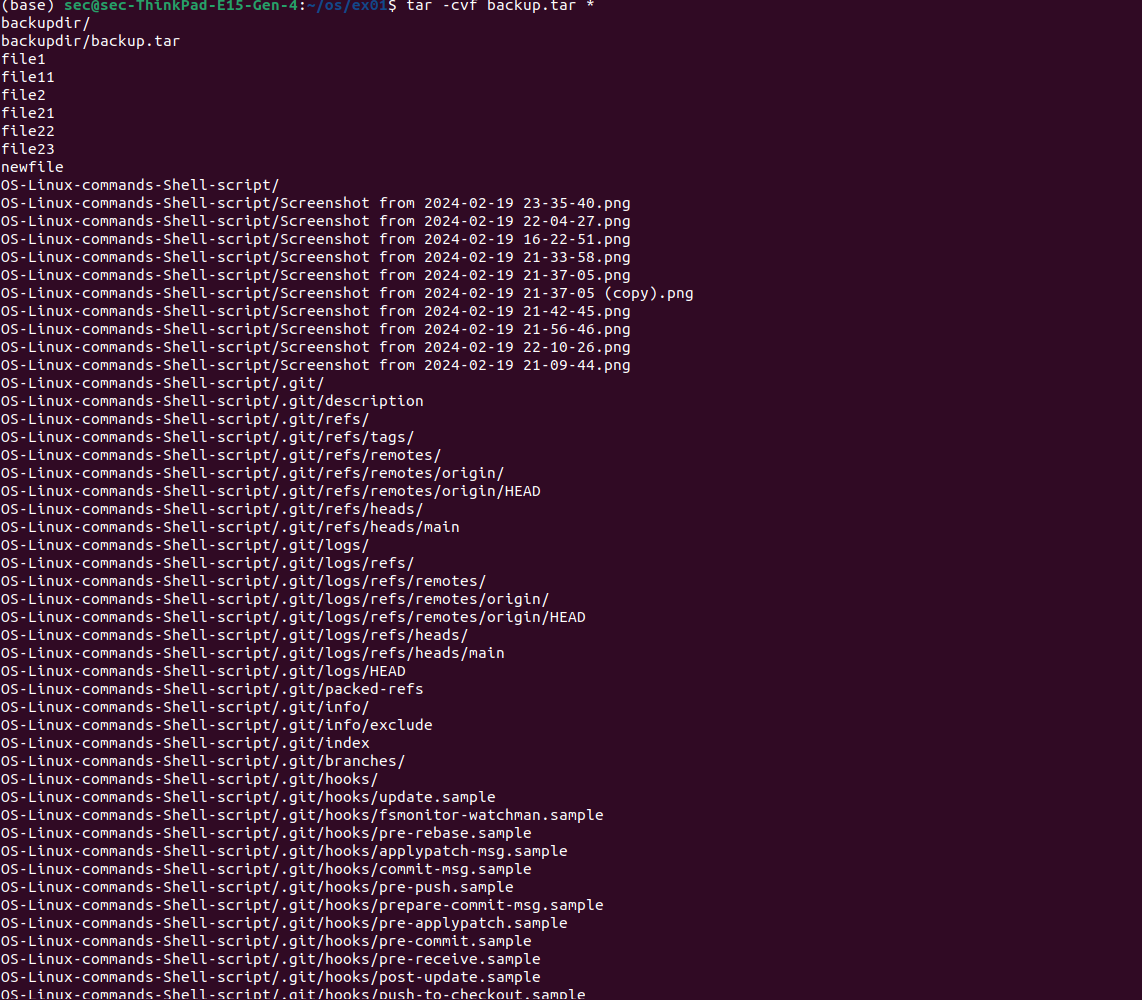 (base) sec@sec-ThinkPad-E15-Gen-4:~/os/ex01$ tar -cvf backup.tar *
backupdir/
backupdir/backup.tar
file1
file11
file2
file21
file22
file23
newfile
OS-Linux-commands-Shell-script/
OS-Linux-commands-Shell-script/Screenshot from 2024-02-19 23-35-40.png
OS-Linux-commands-Shell-script/Screenshot from 2024-02-19 22-04-27.png
OS-Linux-commands-Shell-script/Screenshot from 2024-02-19 16-22-51.png
OS-Linux-commands-Shell-script/Screenshot from 2024-02-19 21-33-58.png
OS-Linux-commands-Shell-script/Screenshot from 2024-02-19 21-37-05.png
OS-Linux-commands-Shell-script/Screenshot from 2024-02-19 21-37-05 (copy).png
OS-Linux-commands-Shell-script/Screenshot from 2024-02-19 21-42-45.png
OS-Linux-commands-Shell-script/Screenshot from 2024-02-19 21-56-46.png
OS-Linux-commands-Shell-script/Screenshot from 2024-02-19 22-10-26.png
OS-Linux-commands-Shell-script/Screenshot from 2024-02-19 21-09-44.png
OS-Linux-commands-Shell-script/.git/
OS-Linux-commands-Shell-script/.git/description
OS-Linux-commands-Shell-script/.git/refs/
OS-Linux-commands-Shell-script/.git/refs/tags/
OS-Linux-commands-Shell-script/.git/refs/remotes/
OS-Linux-commands-Shell-script/.git/refs/remotes/origin/
OS-Linux-commands-Shell-script/.git/refs/remotes/origin/HEAD
OS-Linux-commands-Shell-script/.git/refs/heads/
OS-Linux-commands-Shell-script/.git/refs/heads/main
OS-Linux-commands-Shell-script/.git/logs/
OS-Linux-commands-Shell-script/.git/logs/refs/
OS-Linux-commands-Shell-script/.git/logs/refs/remotes/
OS-Linux-commands-Shell-script/.git/logs/refs/remotes/origin/
OS-Linux-commands-Shell-script/.git/logs/refs/remotes/origin/HEAD
OS-Linux-commands-Shell-script/.git/logs/refs/heads/
OS-Linux-commands-Shell-script/.git/logs/refs/heads/main
OS-Linux-commands-Shell-script/.git/logs/HEAD
OS-Linux-commands-Shell-script/.git/packed-refs
OS-Linux-commands-Shell-script/.git/info/
OS-Linux-commands-Shell-script/.git/info/exclude
OS-Linux-commands-Shell-script/.git/index
OS-Linux-commands-Shell-script/.git/branches/
OS-Linux-commands-Shell-script/.git/hooks/
OS-Linux-commands-Shell-script/.git/hooks/update.sample
OS-Linux-commands-Shell-script/.git/hooks/fsmonitor-watchman.sample
OS-Linux-commands-Shell-script/.git/hooks/pre-rebase.sample
OS-Linux-commands-Shell-script/.git/hooks/applypatch-msg.sample
OS-Linux-commands-Shell-script/.git/hooks/commit-msg.sample
OS-Linux-commands-Shell-script/.git/hooks/pre-push.sample
OS-Linux-commands-Shell-script/.git/hooks/prepare-commit-msg.sample
OS-Linux-commands-Shell-script/.git/hooks/pre-applypatch.sample
OS-Linux-commands-Shell-script/.git/hooks/pre-commit.sample
OS-Linux-commands-Shell-script/.git/hooks/pre-receive.sample
OS-Linux-commands-Shell-script/.git/hooks/post-update.sample
OS-Linux-commands-Shell-script/.git/hooks/push-to-checkout.sample